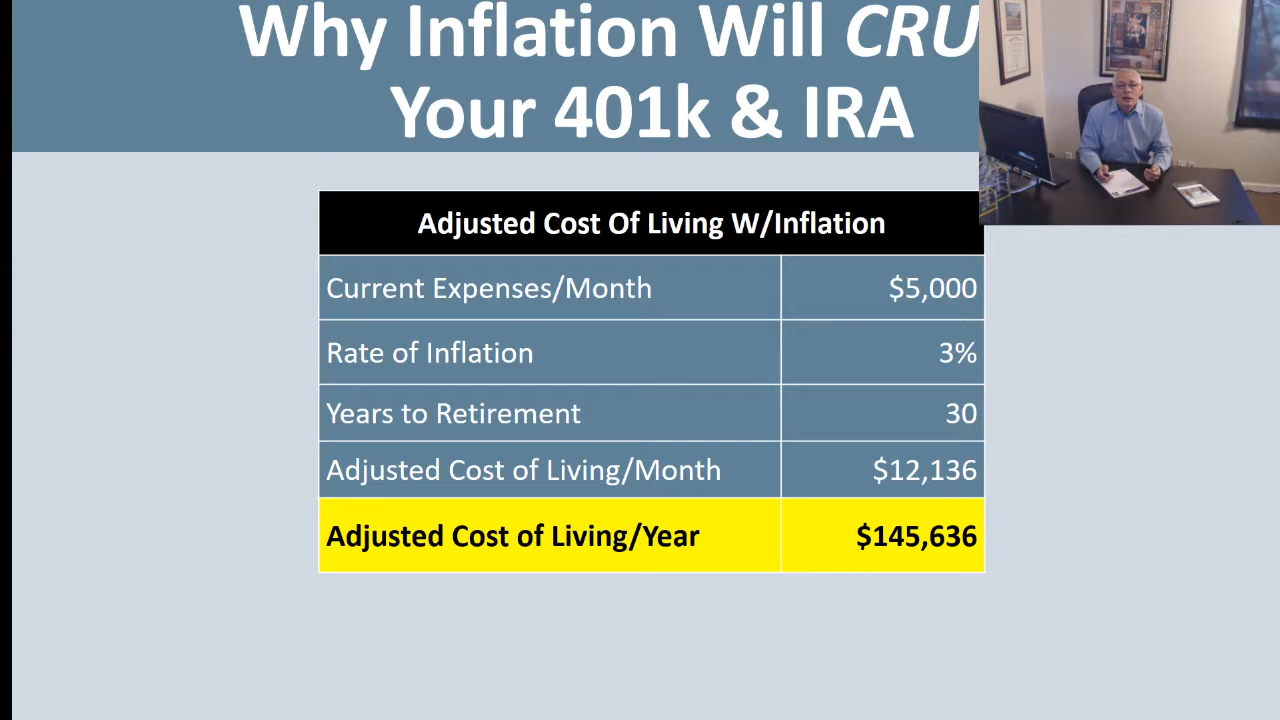 Why Inflation Will CRU
Your 401k & IRA
Adjusted Cost Of Living W/Inflation
Current Expenses/Month $5,000
Rate of Inflation 3%
Years to Retirement 30
Adjusted Cost of Living/Month $12,136
Adjusted Cost of Living/Year $145,636